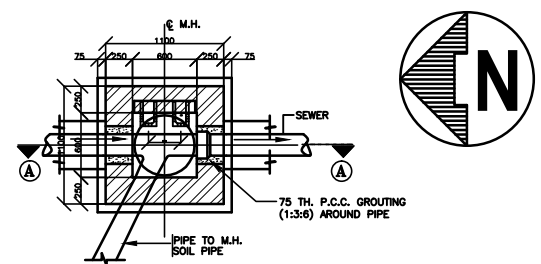 ℄ M.H.
1100
75 250 600 250 75
250
1100 600
250
SEWER
A A
75 TH. P.C.C. GROUTING
(1:3:6) AROUND PIPE
PIPE TO M.H.
SOIL PIPE
N